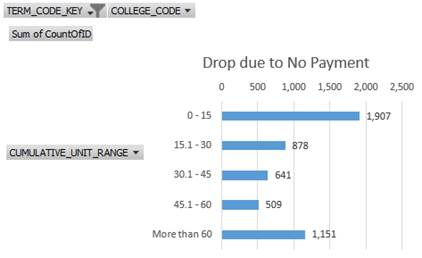 TERM_CODE_KEY COLLEGE_CODE
Sum of CountOfID
Drop due to No Payment
0 500 1,000 1,500 2,000 2,500
0 - 15 1,907
15.1 - 30 878
CUMULATIVE_UNIT_RANGE
30.1 - 45 641
45.1 - 60 509
More than 60 1,151